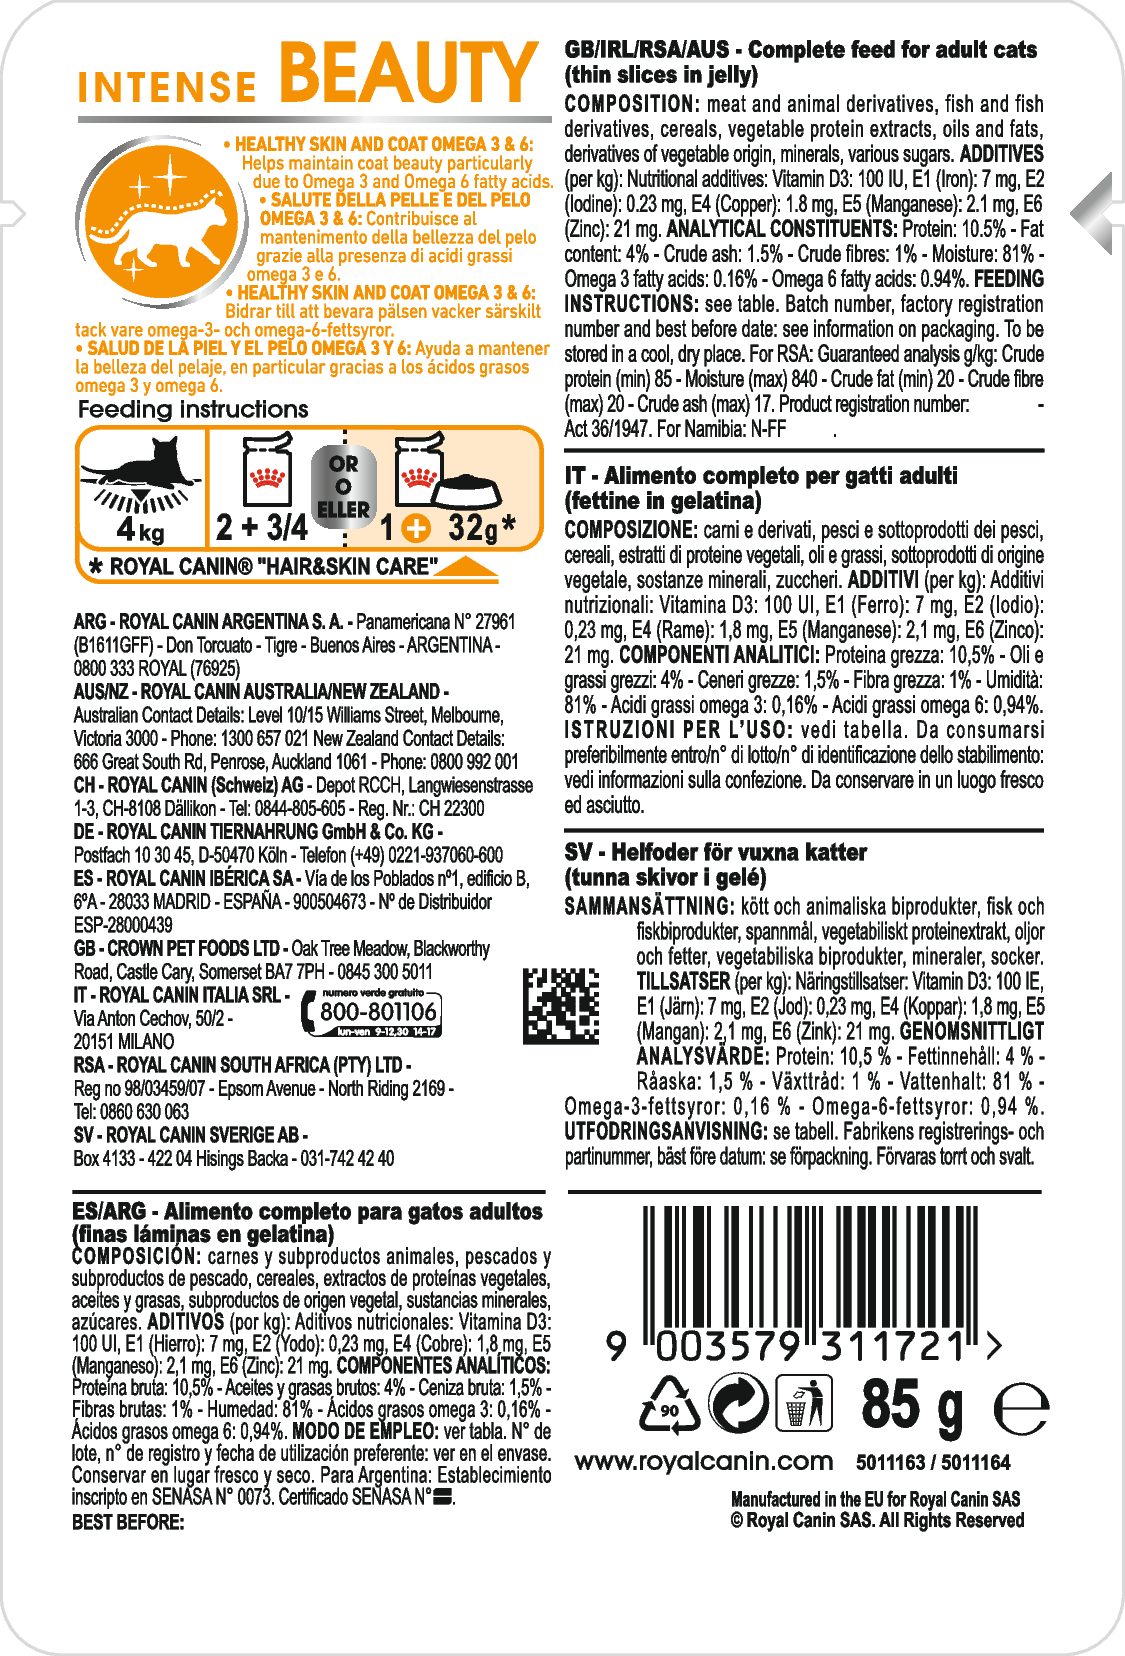 INTENSE BEAUTY
• HEALTHY SKIN AND COAT OMEGA 3 & 6:
Helps maintain coat beauty particularly
due to Omega 3 and Omega 6 fatty acids.
• SALUTE DELLA PELLE E DEL PELO
OMEGA 3 & 6: Contribuisce al
mantenimento della bellezza del pelo
grazie alla presenza di acidi grassi
omega 3 e 6.
• HEALTHY SKIN AND COAT OMEGA 3 & 6:
Bidrar till att bevara pälsen vacker särskilt
tack vare omega-3- och omega-6-fettsyror.
• SALUD DE LA PIEL Y EL PELO OMEGA 3 Y 6: Ayuda a mantener
la belleza del pelaje, en particular gracias a los ácidos grasos
omega 3 y omega 6.
Feeding instructions
4kg
2 + 3/4
OR
O
ELLER
1 + 32g*
* ROYAL CANIN® "HAIR&SKIN CARE"
ARG - ROYAL CANIN ARGENTINA S. A. - Panamericana N° 27961
(B1611GFF) - Don Torcuato - Tigre - Buenos Aires - ARGENTINA -
0800 333 ROYAL (76925)
AUS/NZ - ROYAL CANIN AUSTRALIA/NEW ZEALAND -
Australian Contact Details: Level 10/15 Williams Street, Melbourne,
Victoria 3000 - Phone: 1300 657 021 New Zealand Contact Details:
666 Great South Rd, Penrose, Auckland 1061 - Phone: 0800 992 001
CH - ROYAL CANIN (Schweiz) AG - Depot RCCH, Langwiesenstrasse
1-3, CH-8108 Dällikon - Tel: 0844-805-605 - Reg. Nr.: CH 22300
DE - ROYAL CANIN TIERNAHRUNG GmbH & Co. KG -
Postfach 10 30 45, D-50470 Köln - Telefon (+49) 0221-937060-600
ES - ROYAL CANIN IBÉRICA SA - Vía de los Poblados nº1, edificio B,
6ºA - 28033 MADRID - ESPAÑA - 900504673 - Nº de Distribuidor
ESP-28000439
GB - CROWN PET FOODS LTD - Oak Tree Meadow, Blackworthy
Road, Castle Cary, Somerset BA7 7PH - 0845 300 5011
IT - ROYAL CANIN ITALIA SRL -
Via Anton Cechov, 50/2 -
20151 MILANO
numero verde gratuito
800-801106
lun-ven 9-12,30 14-17
RSA - ROYAL CANIN SOUTH AFRICA (PTY) LTD -
Reg no 98/03459/07 - Epsom Avenue - North Riding 2169 -
Tel: 0860 630 063
SV - ROYAL CANIN SVERIGE AB -
Box 4133 - 422 04 Hisings Backa - 031-742 42 40
ES/ARG - Alimento completo para gatos adultos
(finas láminas en gelatina)
COMPOSICIÓN: carnes y subproductos animales, pescados y
subproductos de pescado, cereales, extractos de proteínas vegetales,
aceites y grasas, subproductos de origen vegetal, sustancias minerales,
azúcares. ADITIVOS (por kg): Aditivos nutricionales: Vitamina D3:
100 UI, E1 (Hierro): 7 mg, E2 (Yodo): 0,23 mg, E4 (Cobre): 1,8 mg, E5
(Manganeso): 2,1 mg, E6 (Zinc): 21 mg. COMPONENTES ANALÍTICOS:
Proteína bruta: 10,5% - Aceites y grasas brutos: 4% - Ceniza bruta: 1,5% -
Fibras brutas: 1% - Humedad: 81% - Ácidos grasos omega 3: 0,16% -
Ácidos grasos omega 6: 0,94%. MODO DE EMPLEO: ver tabla. N° de
lote, n° de registro y fecha de utilización preferente: ver en el envase.
Conservar en lugar fresco y seco. Para Argentina: Establecimiento
inscripto en SENASA N° 0073. Certificado SENASA N° .
BEST BEFORE:
GB/IRL/RSA/AUS - Complete feed for adult cats
(thin slices in jelly)
COMPOSITION: meat and animal derivatives, fish and fish
derivatives, cereals, vegetable protein extracts, oils and fats,
derivatives of vegetable origin, minerals, various sugars. ADDITIVES
(per kg): Nutritional additives: Vitamin D3: 100 IU, E1 (Iron): 7 mg, E2
(Iodine): 0.23 mg, E4 (Copper): 1.8 mg, E5 (Manganese): 2.1 mg, E6
(Zinc): 21 mg. ANALYTICAL CONSTITUENTS: Protein: 10.5% - Fat
content: 4% - Crude ash: 1.5% - Crude fibres: 1% - Moisture: 81% -
Omega 3 fatty acids: 0.16% - Omega 6 fatty acids: 0.94%. FEEDING
INSTRUCTIONS: see table. Batch number, factory registration
number and best before date: see information on packaging. To be
stored in a cool, dry place. For RSA: Guaranteed analysis g/kg: Crude
protein (min) 85 - Moisture (max) 840 - Crude fat (min) 20 - Crude fibre
(max) 20 - Crude ash (max) 17. Product registration number: -
Act 36/1947. For Namibia: N-FF .
IT - Alimento completo per gatti adulti
(fettine in gelatina)
COMPOSIZIONE: carni e derivati, pesci e sottoprodotti dei pesci,
cereali, estratti di proteine vegetali, oli e grassi, sottoprodotti di origine
vegetale, sostanze minerali, zuccheri. ADDITIVI (per kg): Additivi
nutrizionali: Vitamina D3: 100 UI, E1 (Ferro): 7 mg, E2 (Iodio):
0,23 mg, E4 (Rame): 1,8 mg, E5 (Manganese): 2,1 mg, E6 (Zinco):
21 mg. COMPONENTI ANALITICI: Proteina grezza: 10,5% - Oli e
grassi grezzi: 4% - Ceneri grezze: 1,5% - Fibra grezza: 1% - Umidità:
81% - Acidi grassi omega 3: 0,16% - Acidi grassi omega 6: 0,94%.
ISTRUZIONI PER L'USO: vedi tabella. Da consumarsi
preferibilmente entro/n° di lotto/n° di identificazione dello stabilimento:
vedi informazioni sulla confezione. Da conservare in un luogo fresco
ed asciutto.
SV - Helfoder för vuxna katter
(tunna skivor i gelé)
SAMMANSÄTTNING: kött och animaliska biprodukter, fisk och
fiskbiprodukter, spannmål, vegetabiliskt proteinextrakt, oljor
och fetter, vegetabiliska biprodukter, mineraler, socker.
TILLSATSER (per kg): Näringstillsatser: Vitamin D3: 100 IE,
E1 (Järn): 7 mg, E2 (Jod): 0,23 mg, E4 (Koppar): 1,8 mg, E5
(Mangan): 2,1 mg, E6 (Zink): 21 mg. GENOMSNITTLIGT
ANALYSVÄRDE: Protein: 10,5 % - Fettinnehåll: 4 % -
Råaska: 1,5 % - Växttråd: 1 % - Vattenhalt: 81 % -
Omega-3-fettsyror: 0,16 % - Omega-6-fettsyror: 0,94 %.
UTFODRINGSANVISNING: se tabell. Fabrikens registrerings- och
partinummer, bäst före datum: se förpackning. Förvaras torrt och svalt.
9 003579 311721 >
90
85 g e
www.royalcanin.com 5011163 / 5011164
Manufactured in the EU for Royal Canin SAS
© Royal Canin SAS. All Rights Reserved